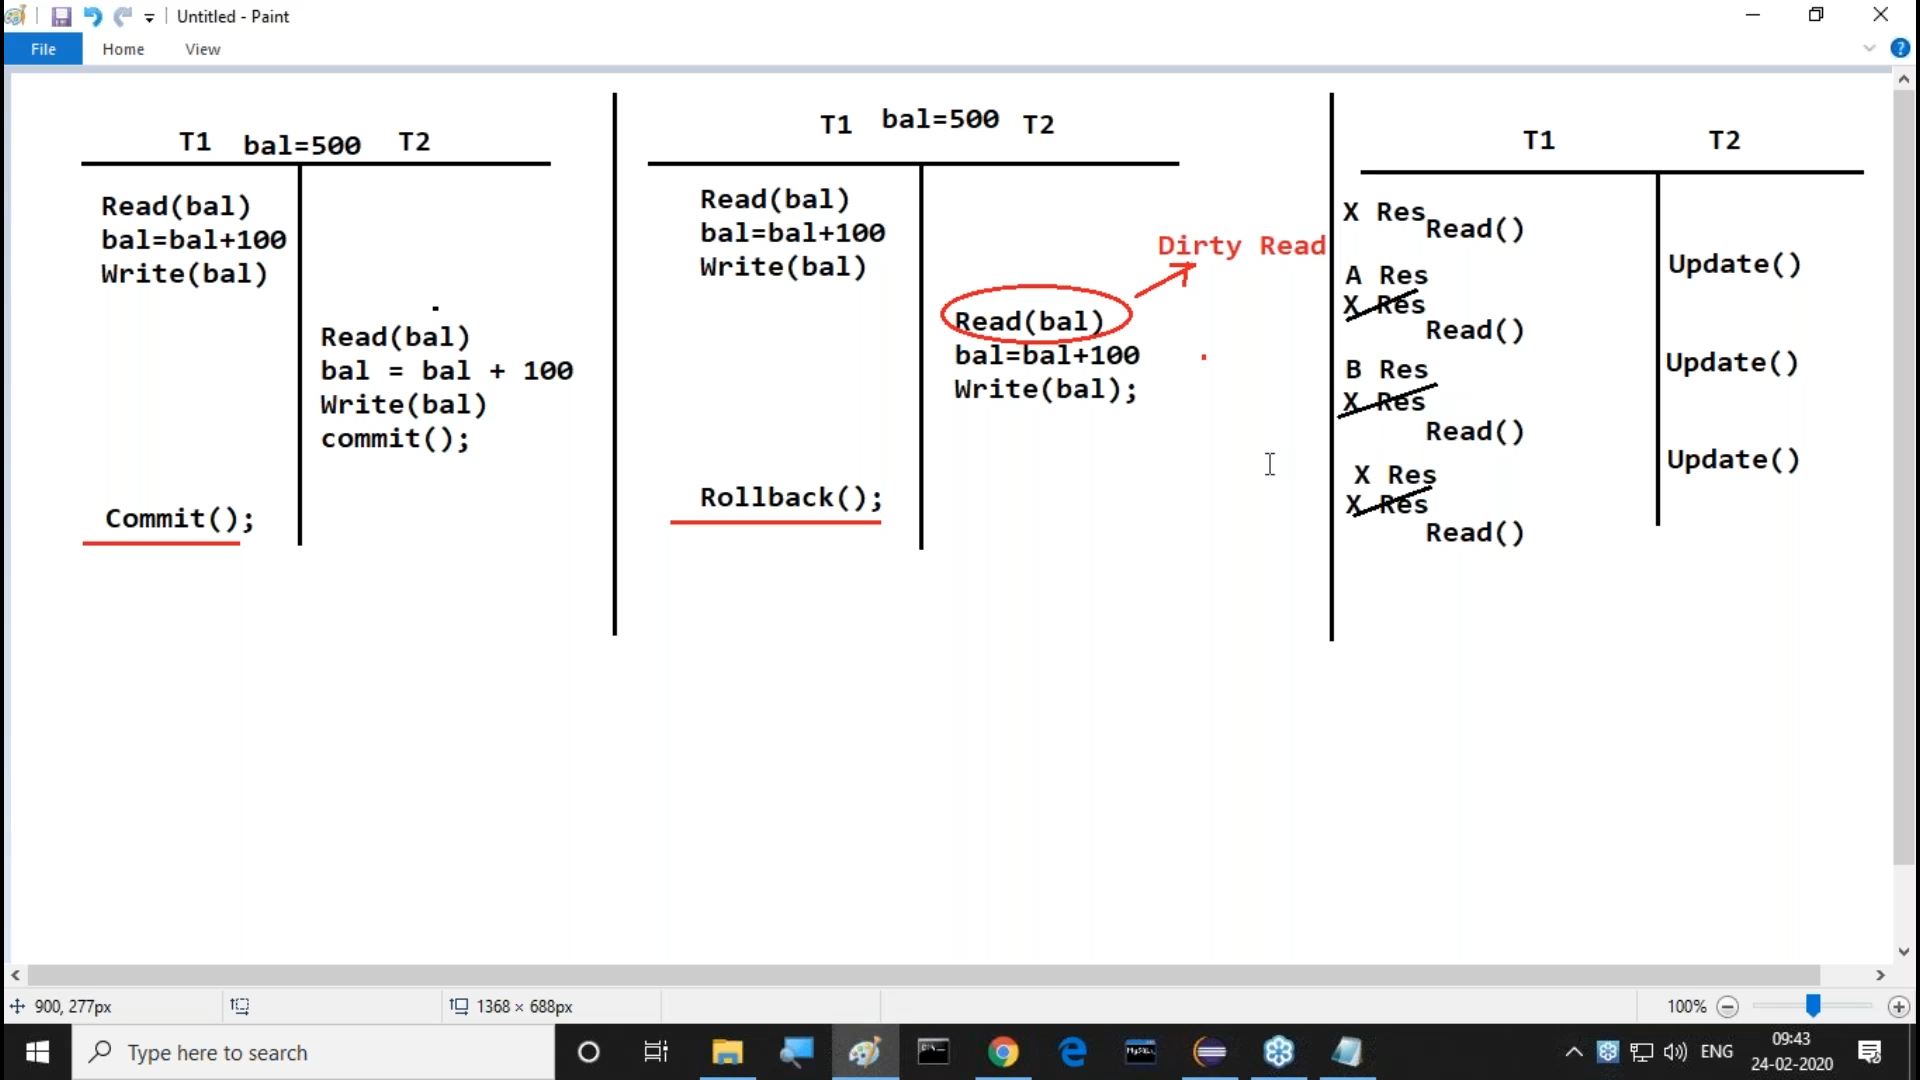 Untitled - Paint
File Home View
T1 bal=500 T2
Read(bal)
bal=bal+100
Write(bal)
Read(bal)
bal = bal + 100
Write(bal)
commit();
Commit();
T1 bal=500 T2
Read(bal)
bal=bal+100
Write(bal)
Dirty Read
Read(bal)
bal=bal+100
Write(bal);
Rollback();
T1 T2
X Res
Read()
Update()
A Res
X Res
Read()
Update()
B Res
X Res
Read()
Update()
X Res
X Res
Read()
900, 277px
1368 × 688px
100%
Type here to search
ENG
09:43
24-02-2020